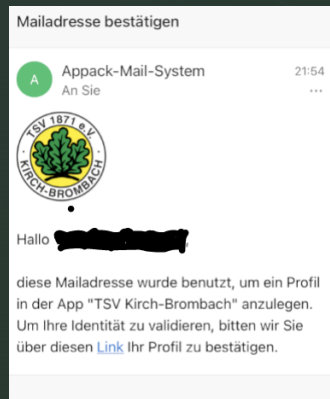 Mailadresse bestätigen
A
Appack-Mail-System
21:54
An Sie
TSV 1871 e.V.
KIRCH-BROMBACH
Hallo
diese Mailadresse wurde benutzt, um ein Profil
in der App "TSV Kirch-Brombach" anzulegen.
Um Ihre Identität zu validieren, bitten wir Sie
über diesen Link Ihr Profil zu bestätigen.